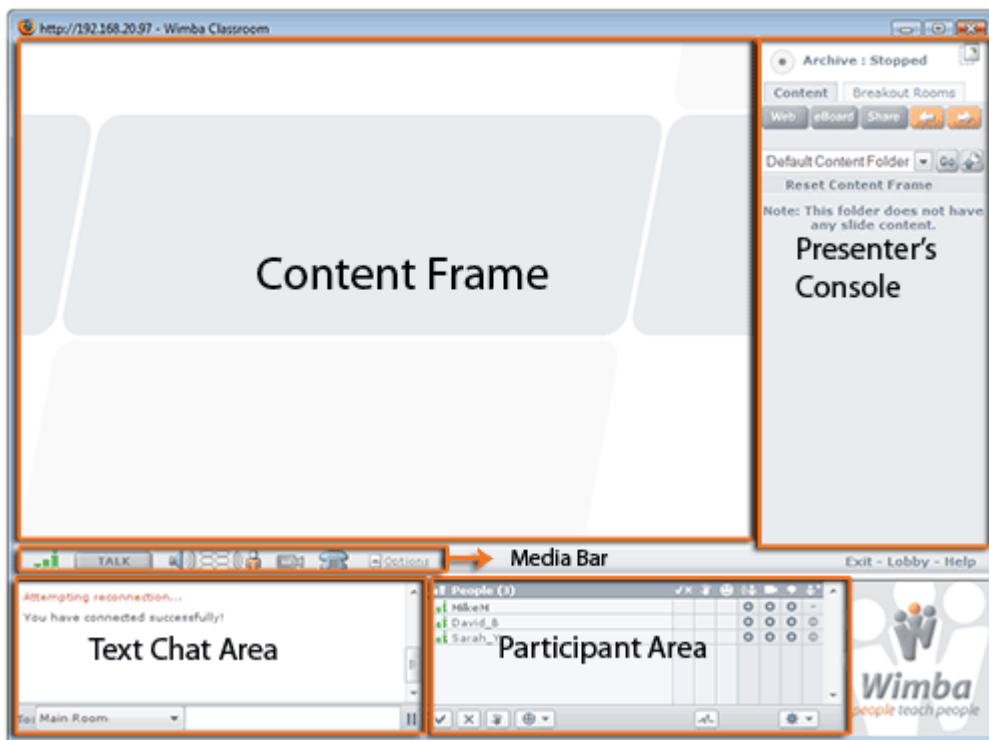 http://192.168.20.97 - Wimba Classroom
Archive : Stopped
Content Breakout Rooms
Web eBoard Share
Default Content Folder Go
Reset Content Frame
Note: This folder does not have
any slide content.
Presenter's
Console
Content Frame
TALK Options Media Bar
Exit - Lobby - Help
Attempting reconnection...
You have connected successfully!
Text Chat Area
To: Main Room
People (3)
MikeM
David_B
Sarah_Y
Participant Area
Wimba
people teach people